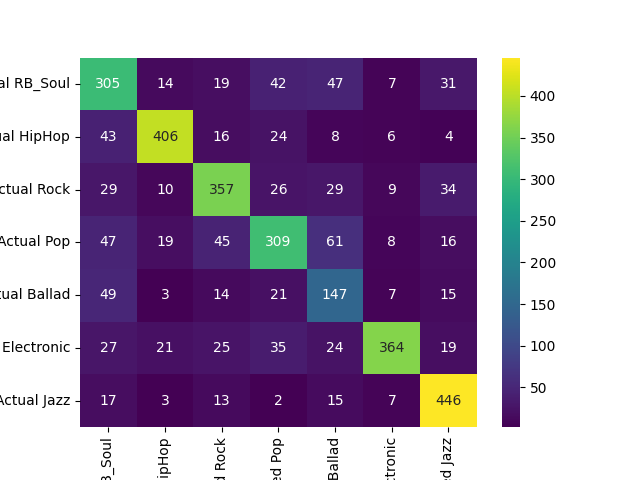 al RB_Soul 305 14 19 42 47 7 31
ual HipHop 43 406 16 24 8 6 4
ctual Rock 29 10 357 26 29 9 34
Actual Pop 47 19 45 309 61 8 16
tual Ballad 49 3 14 21 147 7 15
Electronic 27 21 25 35 24 364 19
Actual Jazz 17 3 13 2 15 7 446
B_Soul
ipHop
d Rock
ed Pop
Ballad
ctronic
ed Jazz
400
350
300
250
200
150
100
50